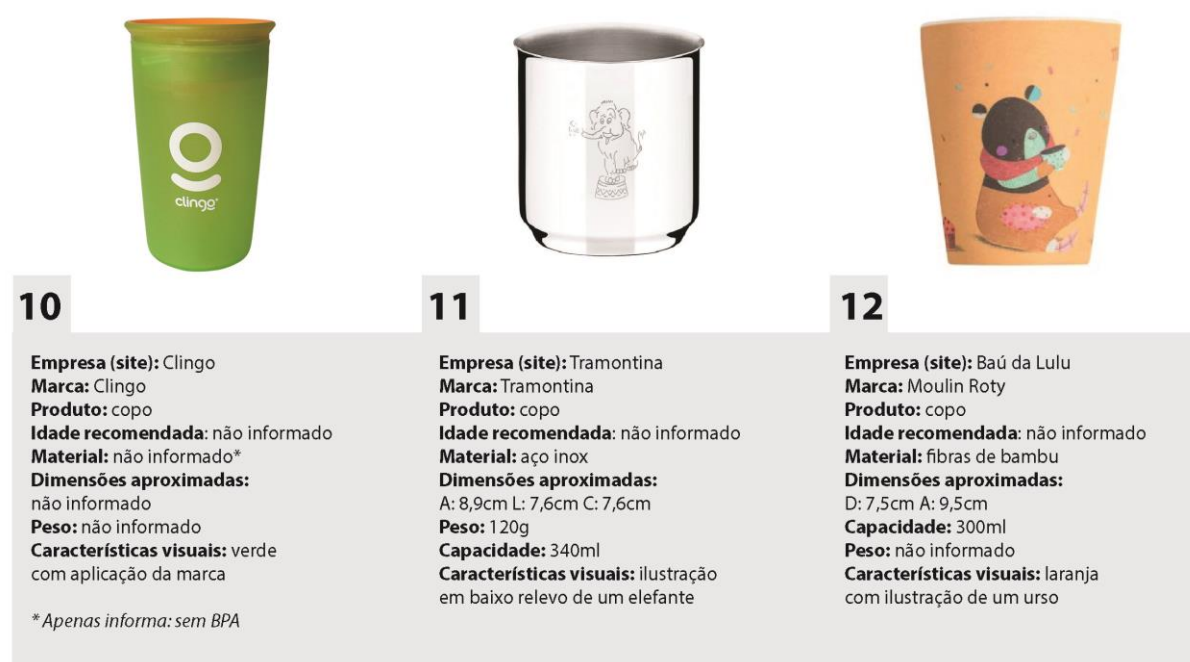 clingo®
10
Empresa (site): Clingo
Marca: Clingo
Produto: copo
Idade recomendada: não informado
Material: não informado*
Dimensões aproximadas:
não informado
Peso: não informado
Características visuais: verde
com aplicação da marca
* Apenas informa: sem BPA
11
Empresa (site): Tramontina
Marca: Tramontina
Produto: copo
Idade recomendada: não informado
Material: aço inox
Dimensões aproximadas:
A: 8,9cm L: 7,6cm C: 7,6cm
Peso: 120g
Capacidade: 340ml
Características visuais: ilustração
em baixo relevo de um elefante
12
Empresa (site): Baú da Lulu
Marca: Moulin Roty
Produto: copo
Idade recomendada: não informado
Material: fibras de bambu
Dimensões aproximadas:
D: 7,5cm A: 9,5cm
Capacidade: 300ml
Peso: não informado
Características visuais: laranja
com ilustração de um urso